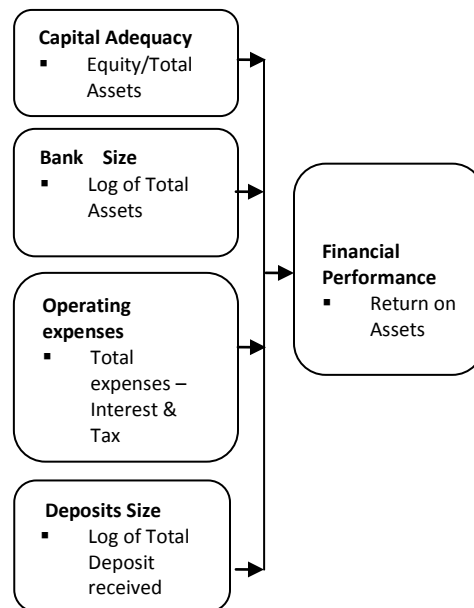 Capital Adequacy
▪ Equity/Total
Assets
Bank Size
▪ Log of Total
Assets
Operating
expenses
▪ Total
expenses –
Interest &
Tax
Deposits Size
▪ Log of Total
Deposit
received
Financial
Performance
▪ Return on
Assets